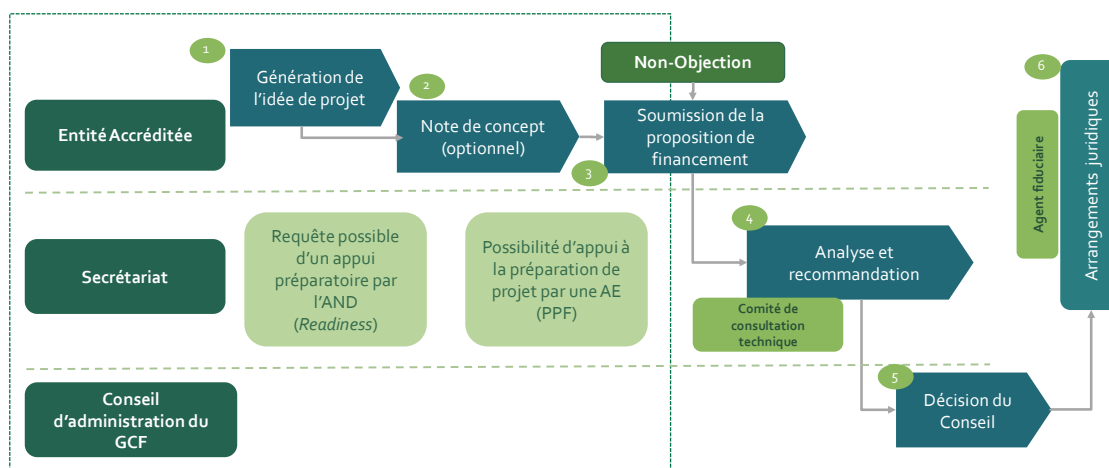 1
Génération de
l'idée de projet
2
Note de concept
(optionnel)
Non-Objection
Soumission de la
proposition de
financement
3
6
Arrangements juridiques
Agent fiduciaire
Entité Accréditée
Secrétariat
Requête possible
d'un appui
préparatoire par
l'AND
(Readiness)
Possibilité d'appui à
la préparation de
projet par une AE
(PPF)
4
Analyse et
recommandation
Comité de
consultation
technique
Conseil
d'administration du
GCF
5
Décision du
Conseil